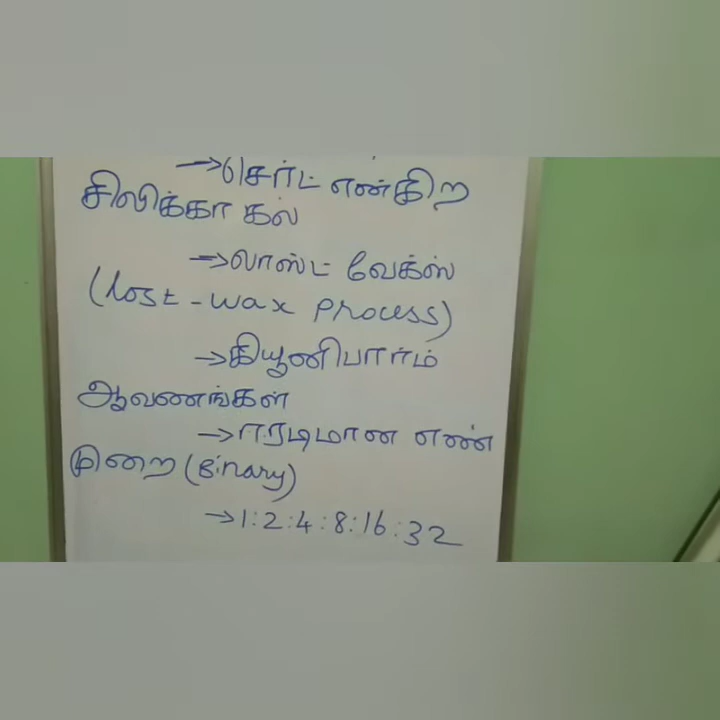 →செர்ட் என்கிற
சிலிக்கா கல்
→லாஸ்ட் வேக்ஸ்
(Lost-wax process)
→கியூனிபார்ம்
ஆவணங்கள்
→ஈரடிமான எண்
முறை (Binary)
→1:2:4:8:16:32